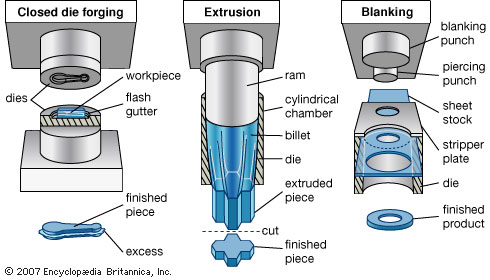 Closed die forging
workpiece
dies
flash
gutter
finished
piece
excess
Extrusion
ram
cylindrical
chamber
billet
die
extruded
piece
cut
finished
piece
Blanking
blanking
punch
piercing
punch
sheet
stock
stripper
plate
die
finished
product
© 2007 Encyclopædia Britannica, Inc.